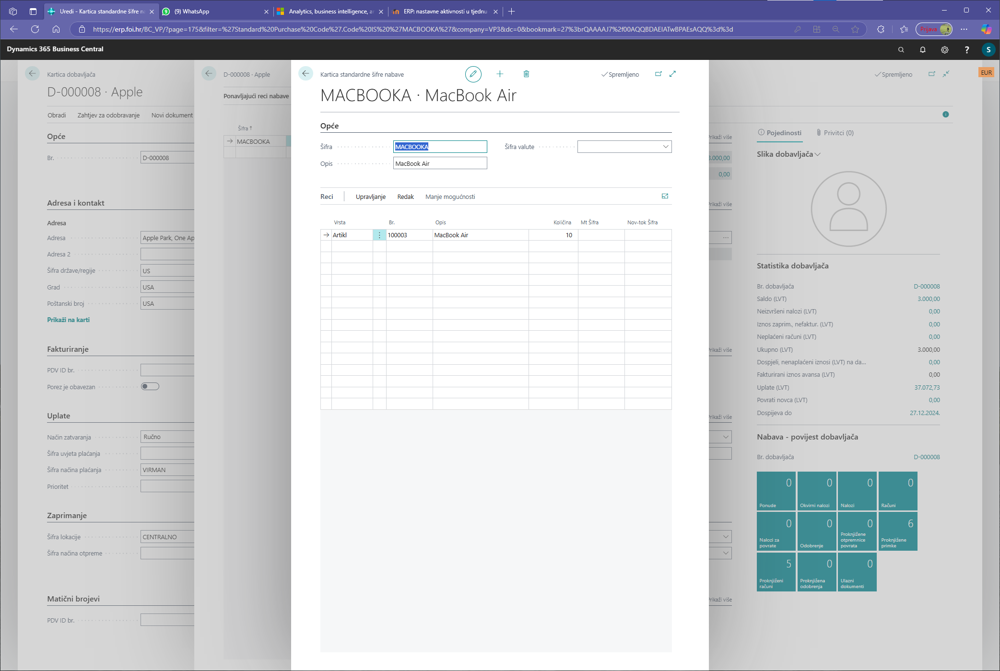 Uredi - Kartica standardne šifre na
(9) WhatsApp
Analytics, business intelligence, a
ERP: nastavne aktivnosti u tjednu
https://erp.foi.hr/BC_VP/?page=175&filter=%27Standard%20Purchase%20Code%27.Code%20IS%20%27MACBOOKA%27&company=VP3&dc=0&bookmark=27%3brQAAAAJ7%2f00AQQBDAEIATwBPAEsAQQ%3d%3d
Prijava
Dynamics 365 Business Central
S
EUR
Kartica dobavljača
D-000008 · Apple
Obradi
Zahtjev za odobravanje
Novi dokument
Opće
Br.
D-000008
Adresa i kontakt
Adresa
Adresa
Apple Park, One Ap
Adresa 2
Šifra države/regije
US
Grad
USA
Poštanski broj
USA
Prikaži na karti
Fakturiranje
PDV ID br.
Porez je obavezan
Uplate
Način zatvaranja
Ručno
Šifra uvjeta plaćanja
Šifra načina plaćanja
VIRMAN
Prioritet
Zaprimanje
Šifra lokacije
CENTRALNO
Šifra načina otpreme
Matični brojevi
PDV ID br.
D-000008 · Apple
Ponavljajući reci nabave
Šifra ↑
MACBOOKA
Kartica standardne šifre nabave
Spremljeno
MACBOOKA · MacBook Air
Opće
Šifra
MACBOOKA
Šifra valute
Opis
MacBook Air
Reci
Upravljanje
Redak
Manje mogućnosti
Vrsta
Br.
Opis
Količina
Mt Šifra
Nov-tok Šifra
Artikl
100003
MacBook Air
10
Spremljeno
Prikaži više
3.000,00
0,00
Prikaži više
Prikaži više
Prikaži više
Prikaži više
Pojedinosti
Privitci (0)
Slika dobavljača
Statistika dobavljača
Br. dobavljača
D-000008
Saldo (LVT)
3.000,00
Neizvršeni nalozi (LVT)
0,00
Iznos zaprim., nefaktur. (LVT)
0,00
Neplaćeni računi (LVT)
0,00
Ukupno (LVT)
3.000,00
Dospjeli, nenaplaćeni iznosi (LVT) na da...
0,00
Fakturirani iznos avansa (LVT)
0,00
Uplate (LVT)
37.072,73
Povrati novca (LVT)
0,00
Dospijeva do
27.12.2024.
Nabava - povijest dobavljača
Br. dobavljača
D-000008
0
Ponude
0
Okvirni nalozi
0
Nalozi
0
Računi
0
Nalozi za povrate
0
Odobrenje
0
Proknjižene otpremnice povrata
6
Proknjižene primke
5
Proknjiženi računi
0
Proknjižena odobrenja
0
Ulazni dokumenti